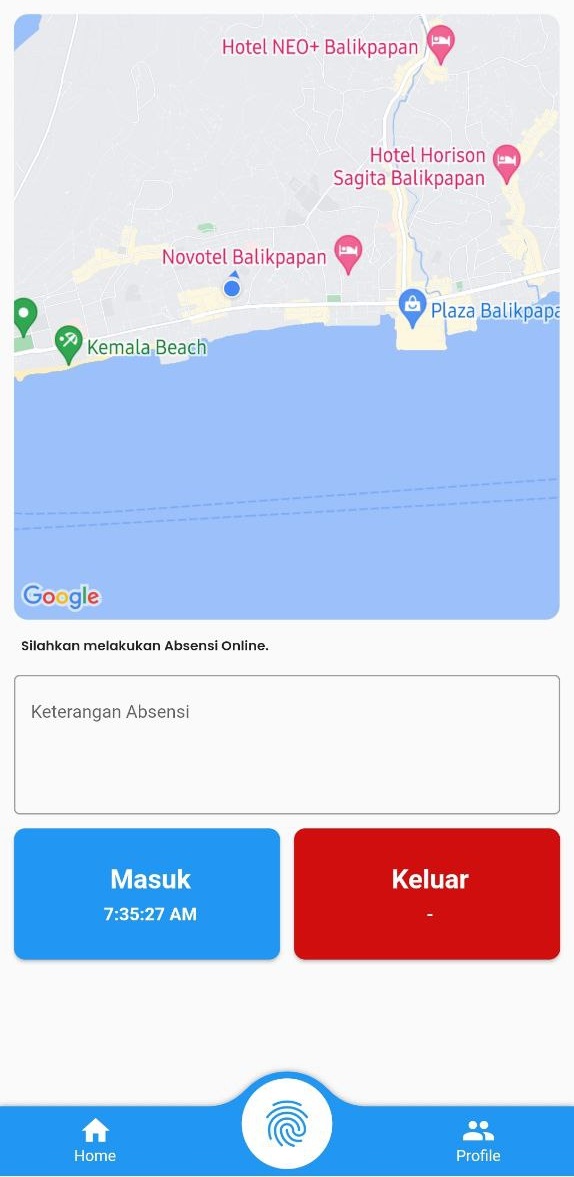 Hotel NEO+ Balikpapan
Hotel Horison
Sagita Balikpapan
Novotel Balikpapan
Plaza Balikpapa
Kemala Beach
Google
Silahkan melakukan Absensi Online.
Keterangan Absensi
Masuk
7:35:27 AM
Keluar
-
Home
Profile